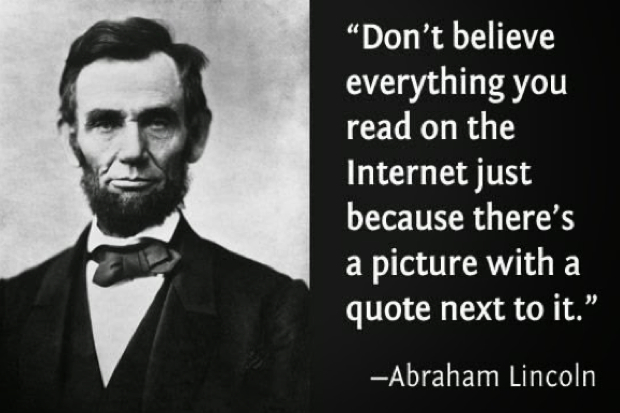 “Don’t believe
everything you
read on the
Internet just
because there’s
a picture with a
quote next to it.”
—Abraham Lincoln